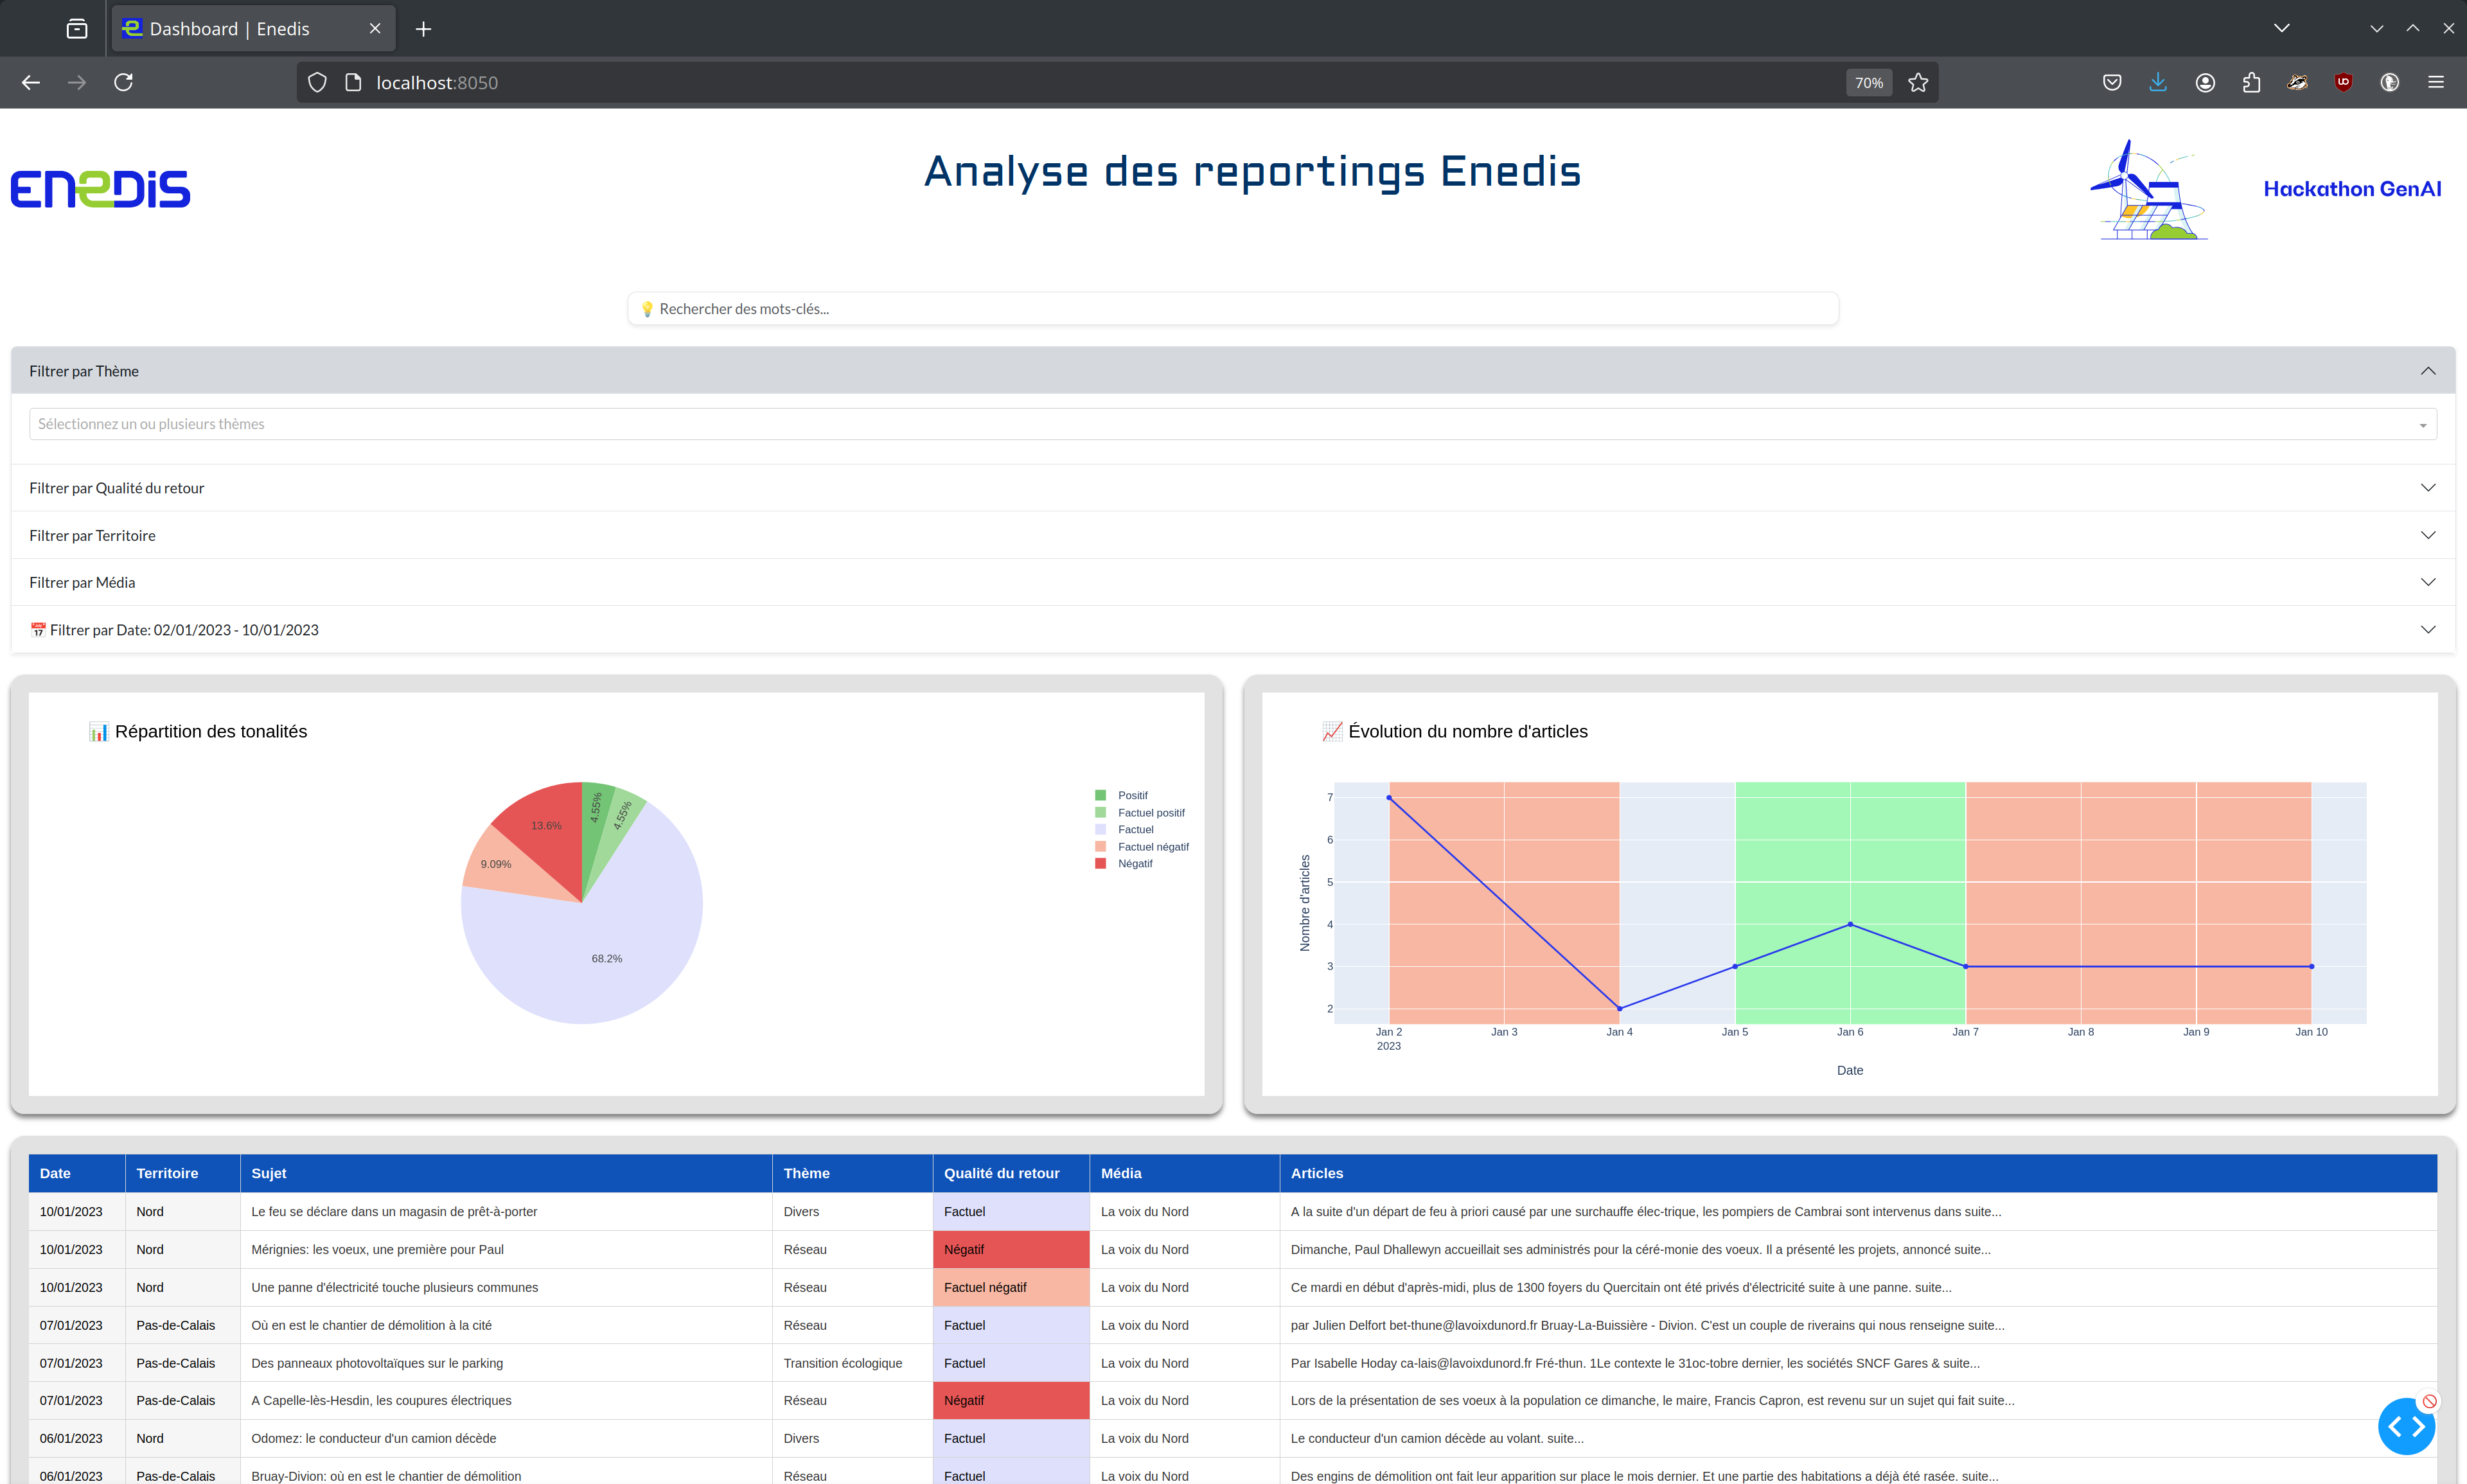 Dashboard | Enedis
localhost:8050
70%
ENEDIS
Analyse des reportings Enedis
Hackathon GenAI
💡 Rechercher des mots-clés...
Filtrer par Thème
Sélectionnez un ou plusieurs thèmes
Filtrer par Qualité du retour
Filtrer par Territoire
Filtrer par Média
📅 Filtrer par Date: 02/01/2023 - 10/01/2023
📊 Répartition des tonalités
4.55%
4.55%
13.6%
9.09%
68.2%
Positif
Factuel positif
Factuel
Factuel négatif
Négatif
📈 Évolution du nombre d'articles
Nombre d'articles
7
6
5
4
3
2
Jan 2 Jan 3 Jan 4 Jan 5 Jan 6 Jan 7 Jan 8 Jan 9 Jan 10
2023
Date
Date Territoire Sujet Thème Qualité du retour Média Articles
10/01/2023 Nord Le feu se déclare dans un magasin de prêt-à-porter Divers Factuel La voix du Nord A la suite d'un départ de feu à priori causé par une surchauffe élec-trique, les pompiers de Cambrai sont intervenus dans suite...
10/01/2023 Nord Mérignies: les voeux, une première pour Paul Réseau Négatif La voix du Nord Dimanche, Paul Dhallewyn accueillait ses administrés pour la céré-monie des voeux. Il a présenté les projets, annoncé suite...
10/01/2023 Nord Une panne d'électricité touche plusieurs communes Réseau Factuel négatif La voix du Nord Ce mardi en début d'après-midi, plus de 1300 foyers du Quercitain ont été privés d'électricité suite à une panne. suite...
07/01/2023 Pas-de-Calais Où en est le chantier de démolition à la cité Réseau Factuel La voix du Nord par Julien Delfort bet-thune@lavoixdunord.fr Bruay-La-Buissière - Divion. C'est un couple de riverains qui nous renseigne suite...
07/01/2023 Pas-de-Calais Des panneaux photovoltaïques sur le parking Transition écologique Factuel La voix du Nord Par Isabelle Hoday ca-lais@lavoixdunord.fr Fré-thun. 1Le contexte le 31oc-tobre dernier, les sociétés SNCF Gares & suite...
07/01/2023 Pas-de-Calais A Capelle-lès-Hesdin, les coupures électriques Réseau Négatif La voix du Nord Lors de la présentation de ses voeux à la population ce dimanche, le maire, Francis Capron, est revenu sur un sujet qui fait suite...
06/01/2023 Nord Odomez: le conducteur d'un camion décède Divers Factuel La voix du Nord Le conducteur d'un camion décède au volant. suite...
06/01/2023 Pas-de-Calais Bruay-Divion: où en est le chantier de démolition Réseau Factuel La voix du Nord Des engins de démolition ont fait leur apparition sur place le mois dernier. Et une partie des habitations a déjà été rasée. suite...